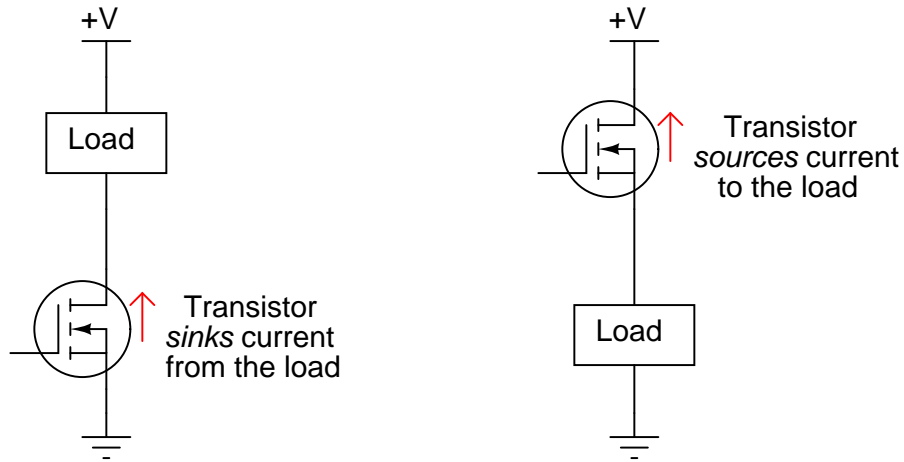 +V
Load
Transistor
sinks current
from the load
+V
Transistor
sources current
to the load
Load